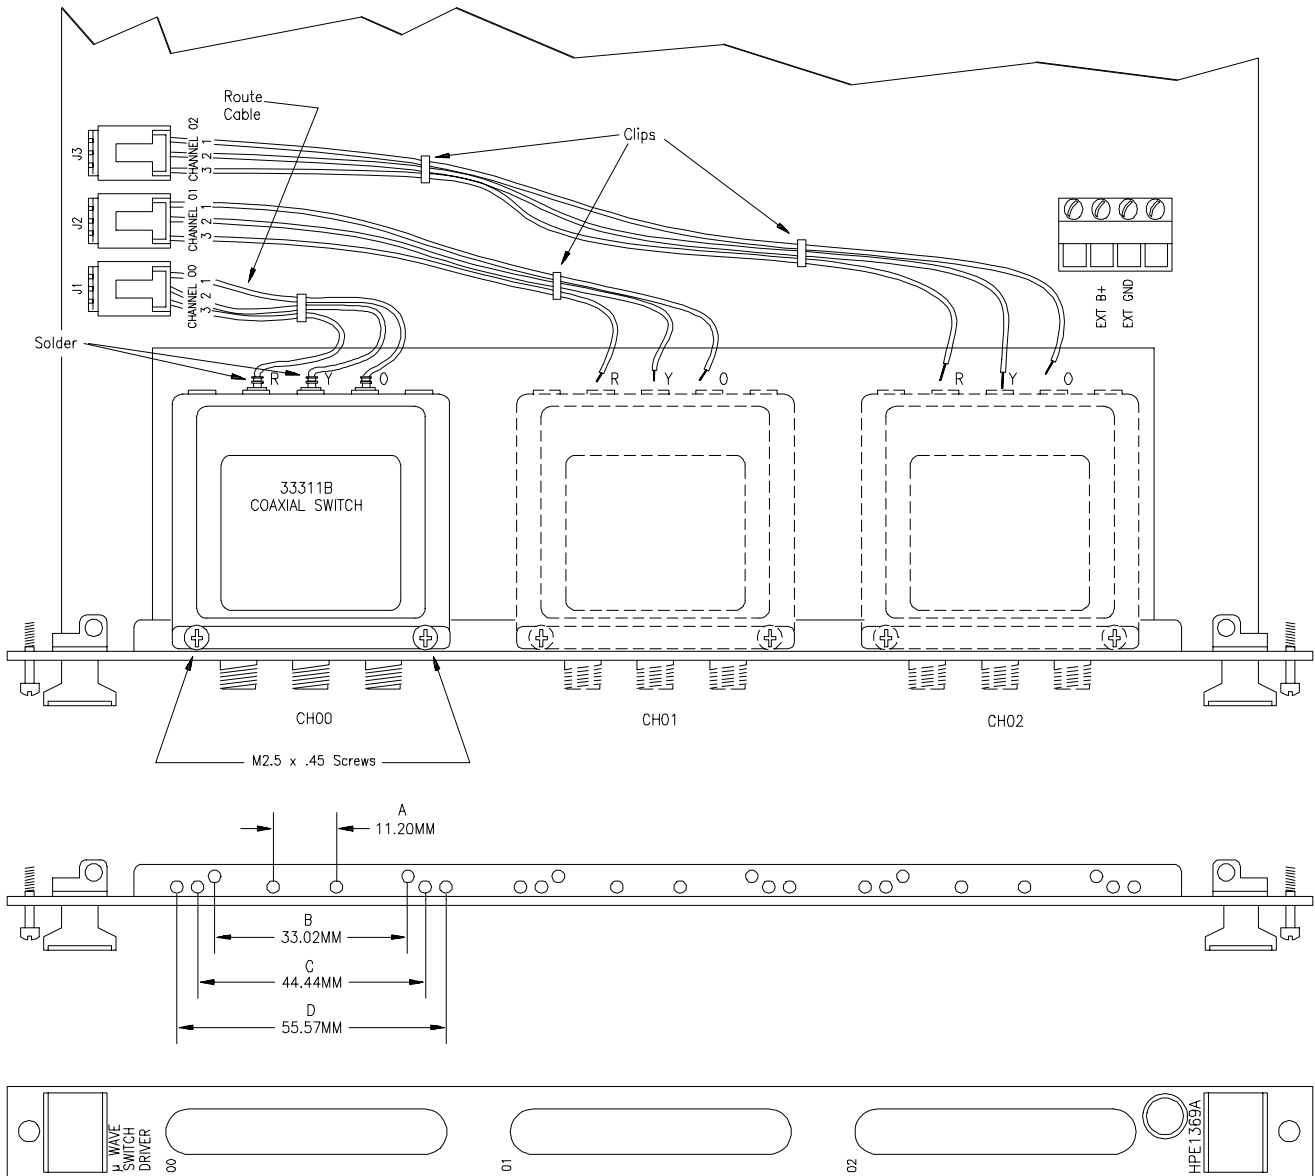 Route
Cable
Clips
J3
CHANNEL 02
1
2
3
J2
CHANNEL 01
1
2
3
J1
CHANNEL 00
1
2
3
EXT B+
EXT GND
Solder
R
Y
O
R
Y
O
R
Y
O
33311B
COAXIAL SWITCH
CH00
CH01
CH02
M2.5 x .45 Screws
A
11.20MM
B
33.02MM
C
44.44MM
D
55.57MM
µ WAVE
SWITCH
DRIVER
00
01
02
HPE1369A